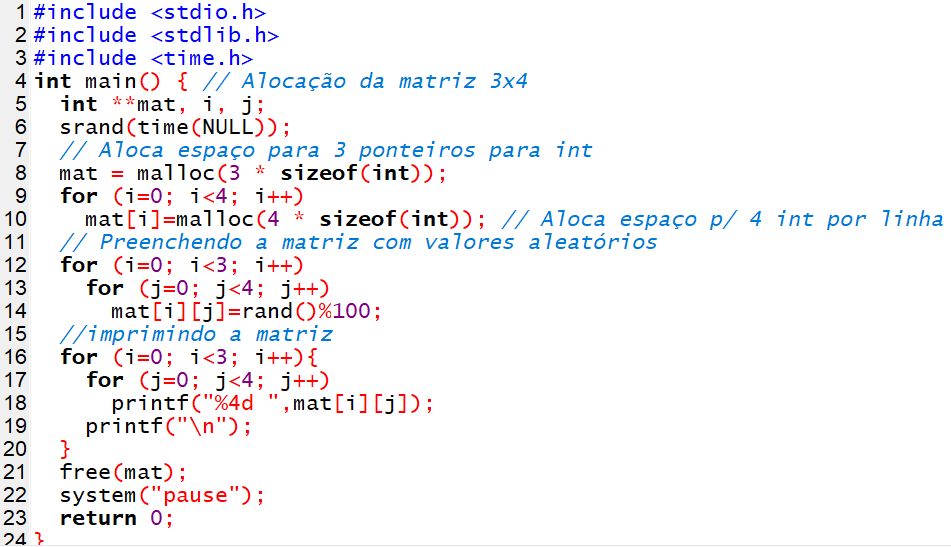 1 #include <stdio.h>
2 #include <stdlib.h>
3 #include <time.h>
4 int main() { // Alocação da matriz 3x4
5   int **mat, i, j;
6   srand(time(NULL));
7   // Aloca espaço para 3 ponteiros para int
8   mat = malloc(3 * sizeof(int));
9   for (i=0; i<4; i++)
10     mat[i]=malloc(4 * sizeof(int)); // Aloca espaço p/ 4 int por linha
11   // Preenchendo a matriz com valores aleatórios
12   for (i=0; i<3; i++)
13     for (j=0; j<4; j++)
14       mat[i][j]=rand()%100;
15   //imprimindo a matriz
16   for (i=0; i<3; i++){
17     for (j=0; j<4; j++)
18       printf("%4d ",mat[i][j]);
19     printf("\n");
20   }
21   free(mat);
22   system("pause");
23   return 0;
24 }